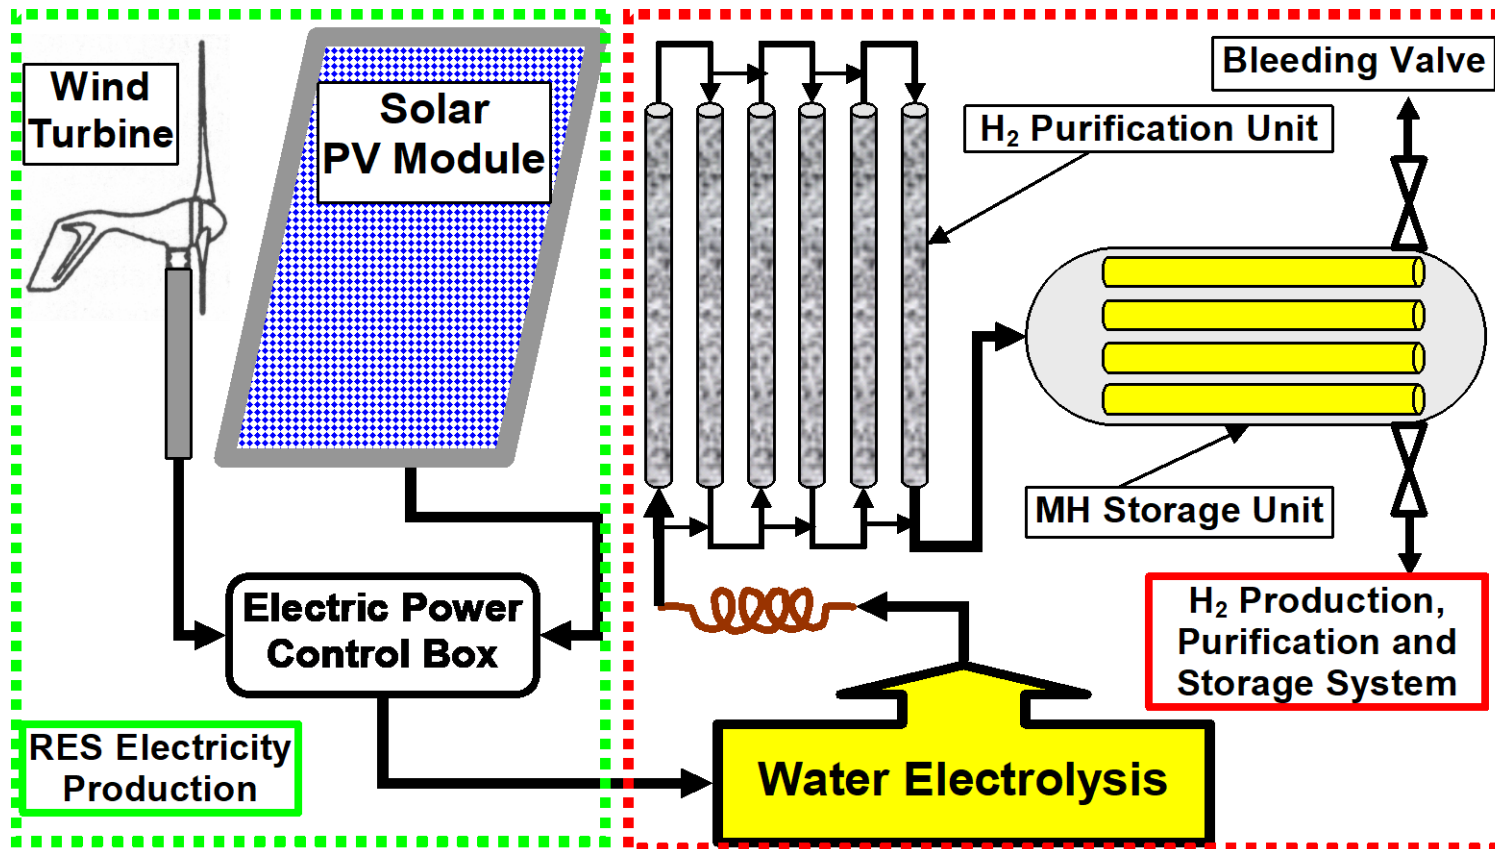 Wind
Turbine
Solar
PV Module
Bleeding Valve
H₂ Purification Unit
MH Storage Unit
Electric Power
Control Box
H₂ Production,
Purification and
Storage System
RES Electricity
Production
Water Electrolysis